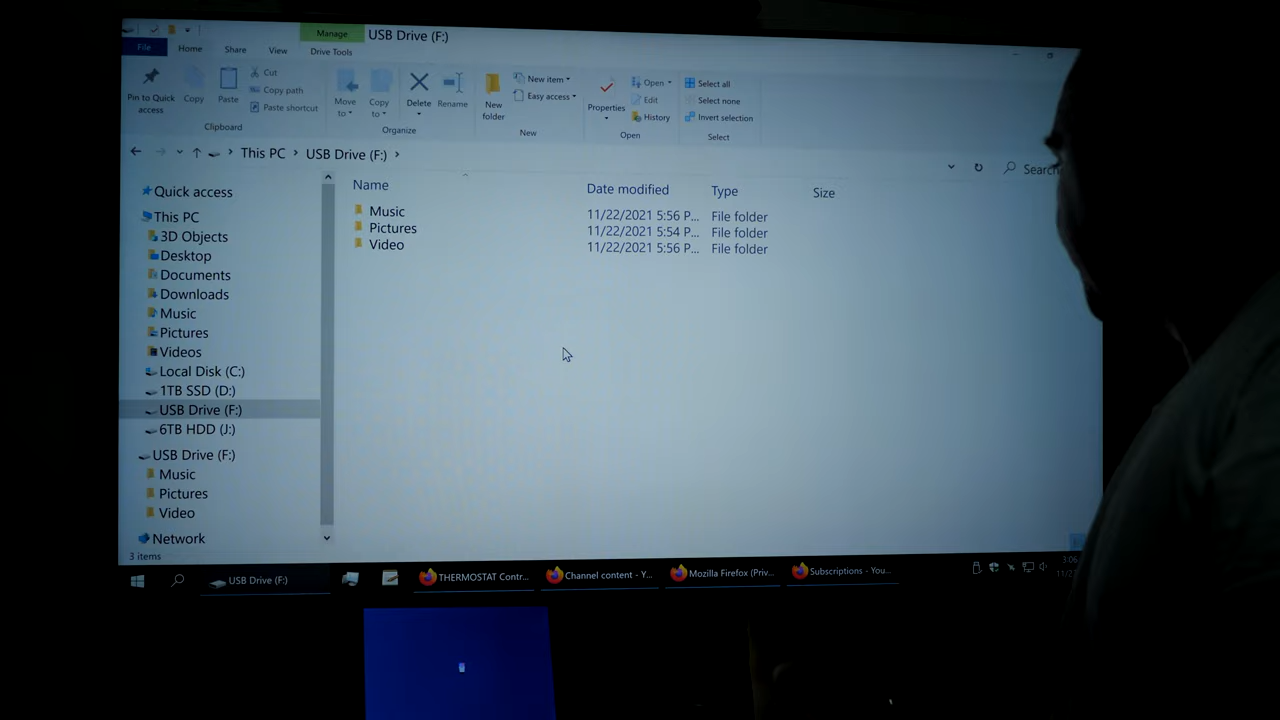 Manage
USB Drive (F:)
File
Home
Share
View
Drive Tools
Pin to Quick
access
Copy
Paste
Cut
Copy path
Paste shortcut
Clipboard
Move
to
Copy
to
Delete
Rename
Organize
New
folder
New item
Easy access
New
Properties
Open
Edit
History
Open
Select all
Select none
Invert selection
Select
This PC
USB Drive (F:)
Search
Name
Date modified
Type
Size
Music 11/22/2021 5:56 P... File folder
Pictures 11/22/2021 5:54 P... File folder
Video 11/22/2021 5:56 P... File folder
Quick access
This PC
3D Objects
Desktop
Documents
Downloads
Music
Pictures
Videos
Local Disk (C:)
1TB SSD (D:)
USB Drive (F:)
6TB HDD (J:)
USB Drive (F:)
Music
Pictures
Video
Network
3 items
USB Drive (F:)
THERMOSTAT Contr...
Channel content - Y...
Mozilla Firefox (Priv...
Subscriptions - You...
3:06
11/2